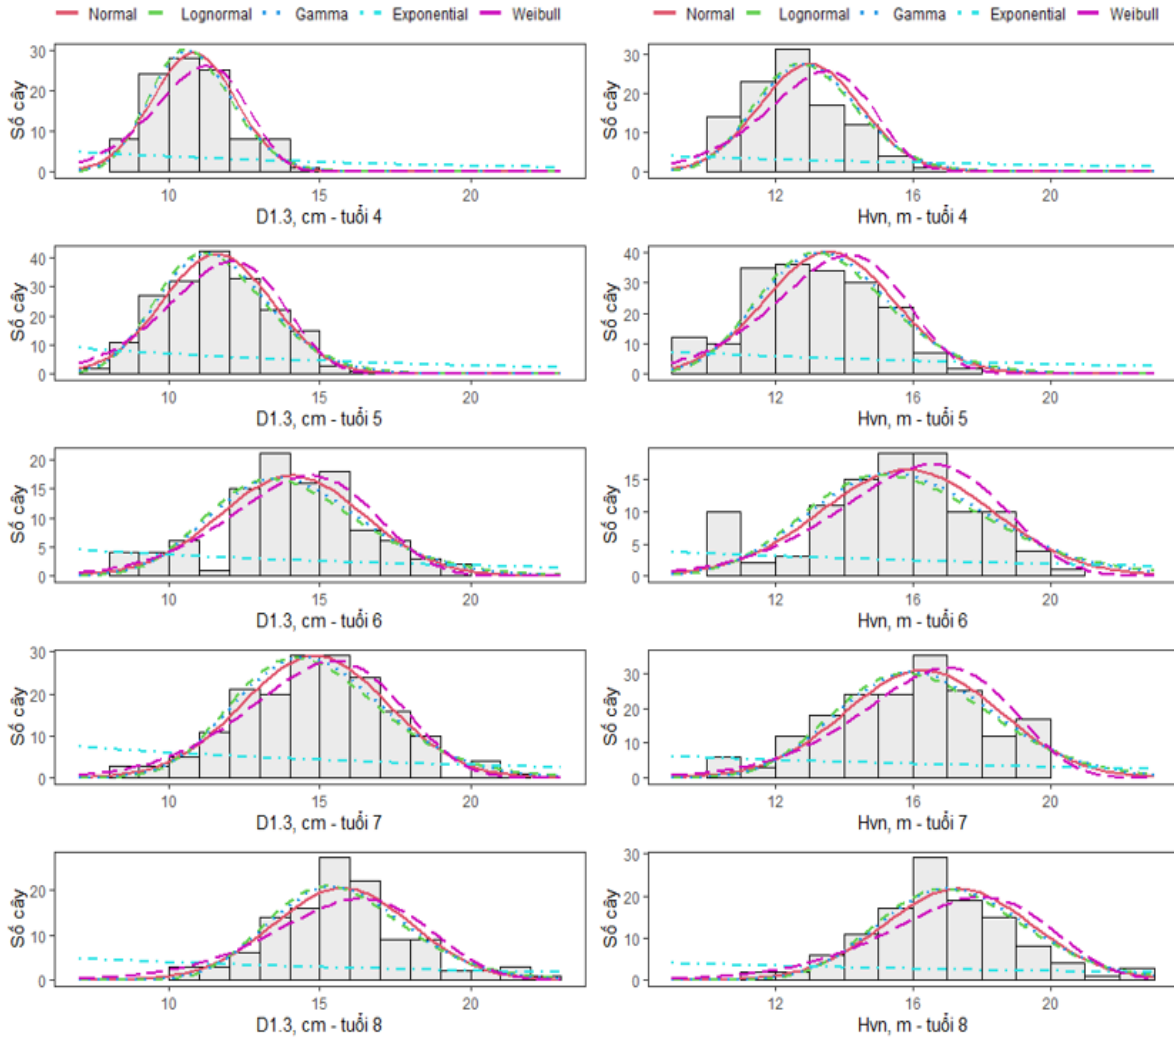 Normal Lognormal Gamma Exponential Weibull
Normal Lognormal Gamma Exponential Weibull
Số cây
30
20
10
0
10 15 20
D1.3, cm - tuổi 4
Số cây
30
20
10
0
12 16 20
Hvn, m - tuổi 4
Số cây
40
30
20
10
0
10 15 20
D1.3, cm - tuổi 5
Số cây
40
30
20
10
0
12 16 20
Hvn, m - tuổi 5
Số cây
20
15
10
5
0
10 15 20
D1.3, cm - tuổi 6
Số cây
15
10
5
0
12 16 20
Hvn, m - tuổi 6
Số cây
30
20
10
0
10 15 20
D1.3, cm - tuổi 7
Số cây
30
20
10
0
12 16 20
Hvn, m - tuổi 7
Số cây
20
10
0
10 15 20
D1.3, cm - tuổi 8
Số cây
30
20
10
0
12 16 20
Hvn, m - tuổi 8